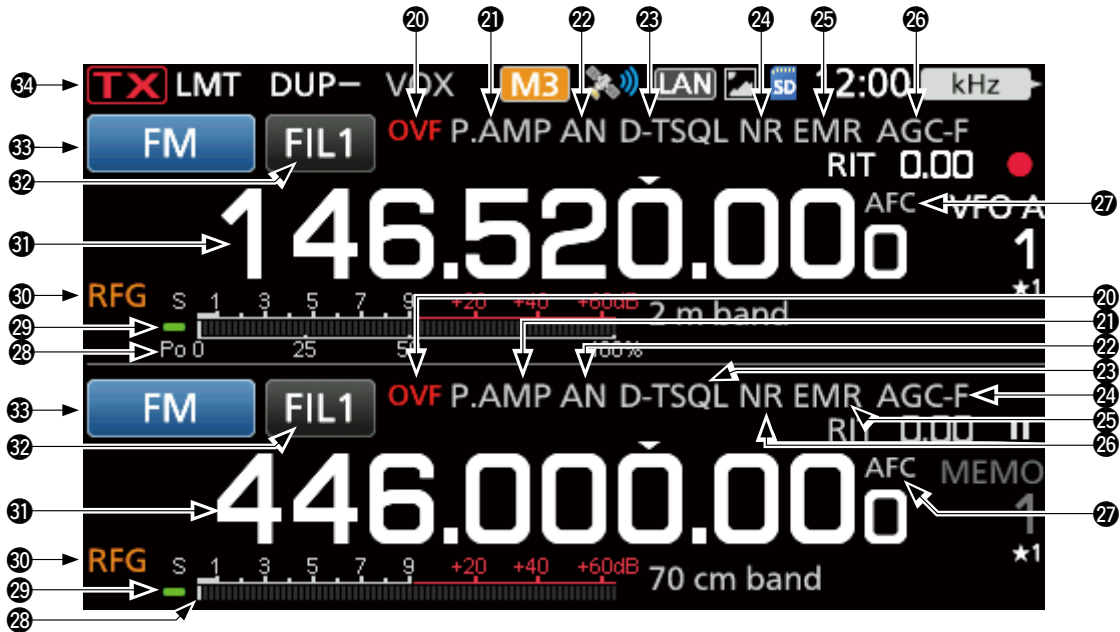 ⑳ ㉑ ㉒ ㉓ ㉔ ㉕ ㉖
㉞ TX LMT DUP− VOX M3 LAN SD 12:00 kHz
OVF P.AMP AN D-TSQL NR EMR AGC-F
㉝ FM FIL1
㉜ RIT 0.00
㉛ 146.520.000 AFC VFO A ㉗
1
㉚ RFG S 1 3 5 7 9 +20 +40 +60dB ★1 ⑳
㉙ 2 m band ㉑
㉘ Po 0 25 50 100% ㉒
㉓
㉝ FM FIL1 OVF P.AMP AN D-TSQL NR EMR AGC-F ㉔
㉜ RIT 0.00 ㉕
㉖
㉛ 446.000.000 AFC MEMO ㉗
1
㉚ RFG S 1 3 5 7 9 +20 +40 +60dB ★1
㉙ 70 cm band
㉘